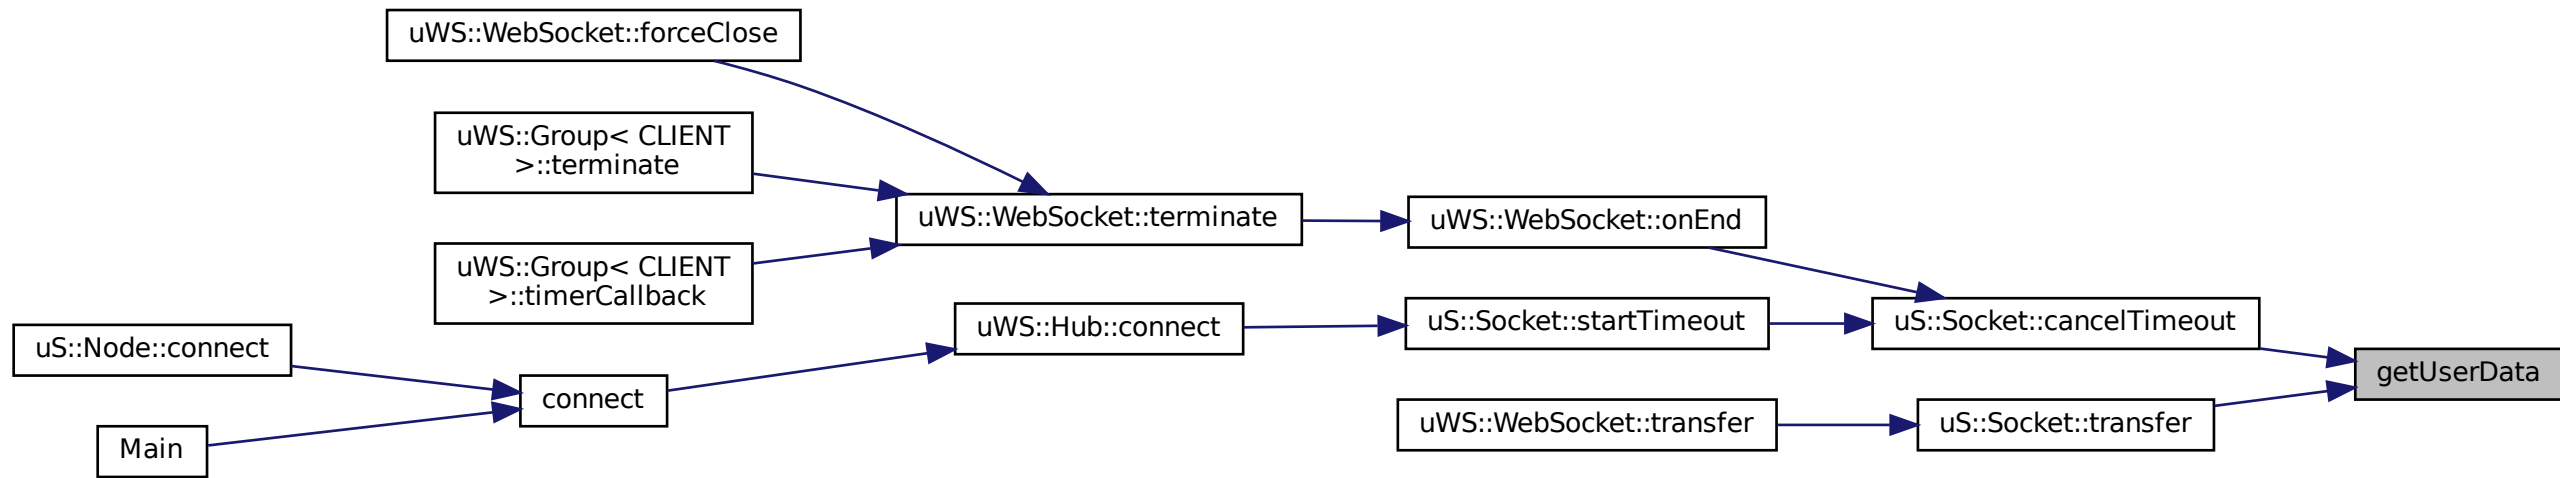 uWS::WebSocket::forceClose
uWS::Group< CLIENT
>::terminate
uWS::WebSocket::terminate
uWS::WebSocket::onEnd
uWS::Group< CLIENT
>::timerCallback
uWS::Hub::connect
uS::Socket::startTimeout
uS::Socket::cancelTimeout
uS::Node::connect
getUserData
connect
uWS::WebSocket::transfer
uS::Socket::transfer
Main